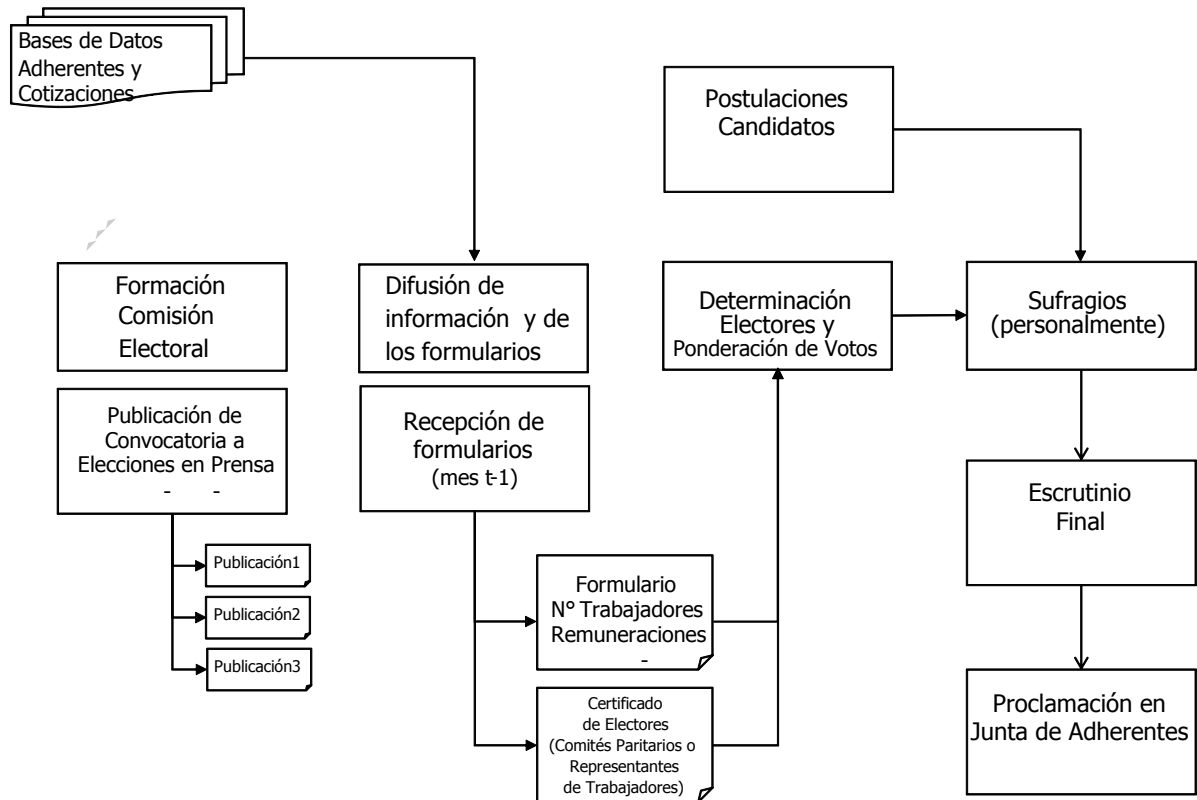 Bases de Datos
Adherentes y
Cotizaciones
Postulaciones
Candidatos
Formación
Comisión
Electoral
Difusión de
información y de
los formularios
Determinación
Electores y
Ponderación de Votos
Sufragios
(personalmente)
Publicación de
Convocatoria a
Elecciones en Prensa
- -
Recepción de
formularios
(mes t-1)
Escrutinio
Final
Publicación1
Publicación2
Publicación3
Formulario
N° Trabajadores
Remuneraciones
-
Certificado
de Electores
(Comités Paritarios o
Representantes
de Trabajadores)
Proclamación en
Junta de Adherentes